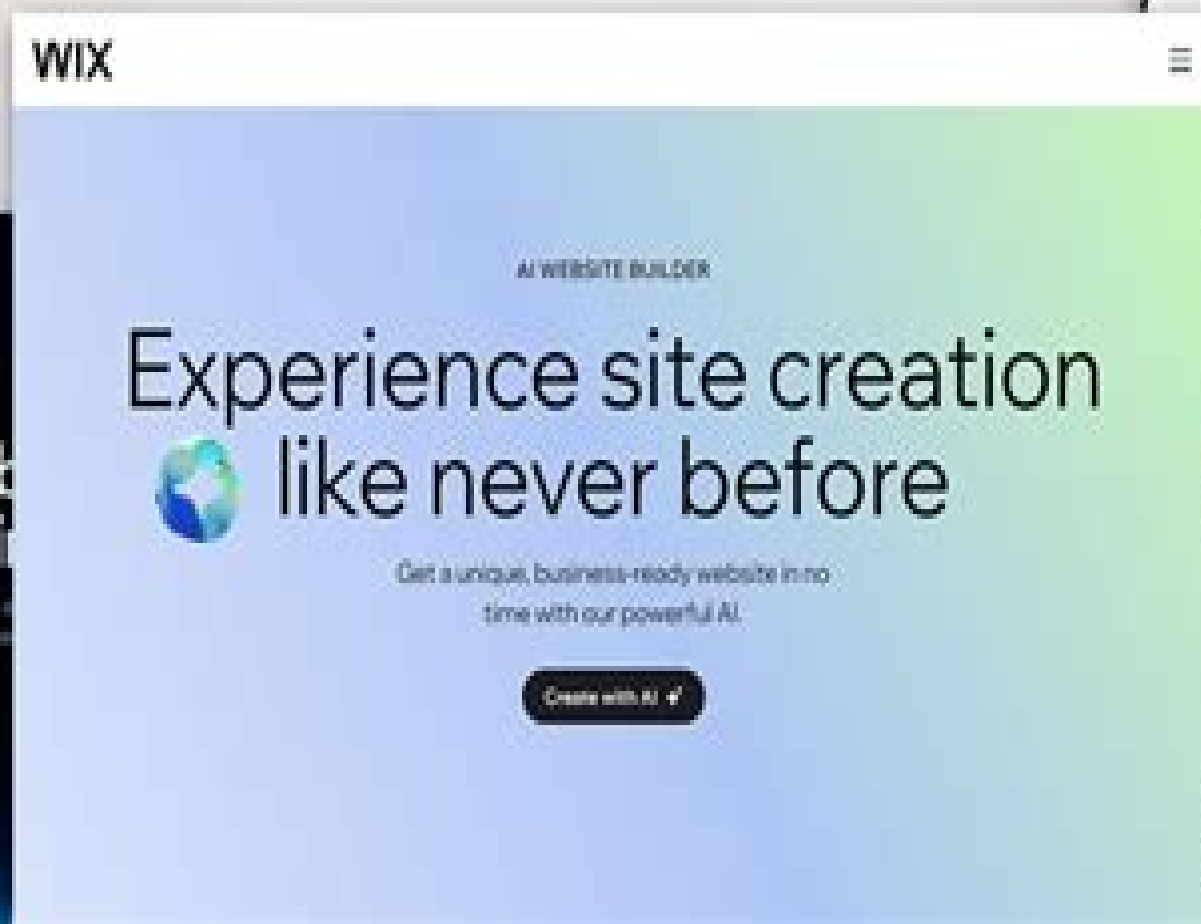 WIX
AI WEBSITE BUILDER
Experience site creation
like never before
Get a unique, business-ready website in no
time with our powerful AI.
Create with AI